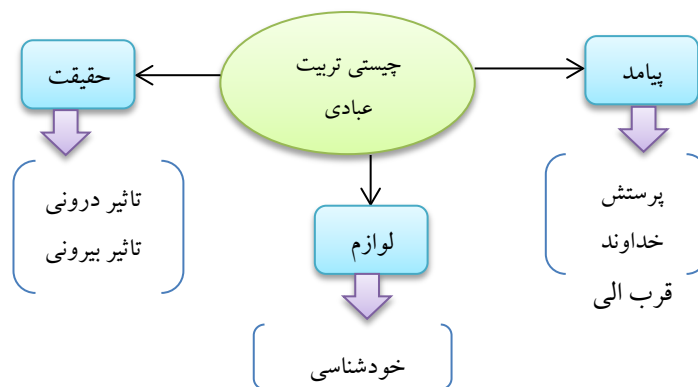 چیستی تربیت
عبادی
پیامد
حقیقت
لوازم
پرستش
خداوند
قرب الی
تاثیر درونی
تاثیر بیرونی
خودشناسی